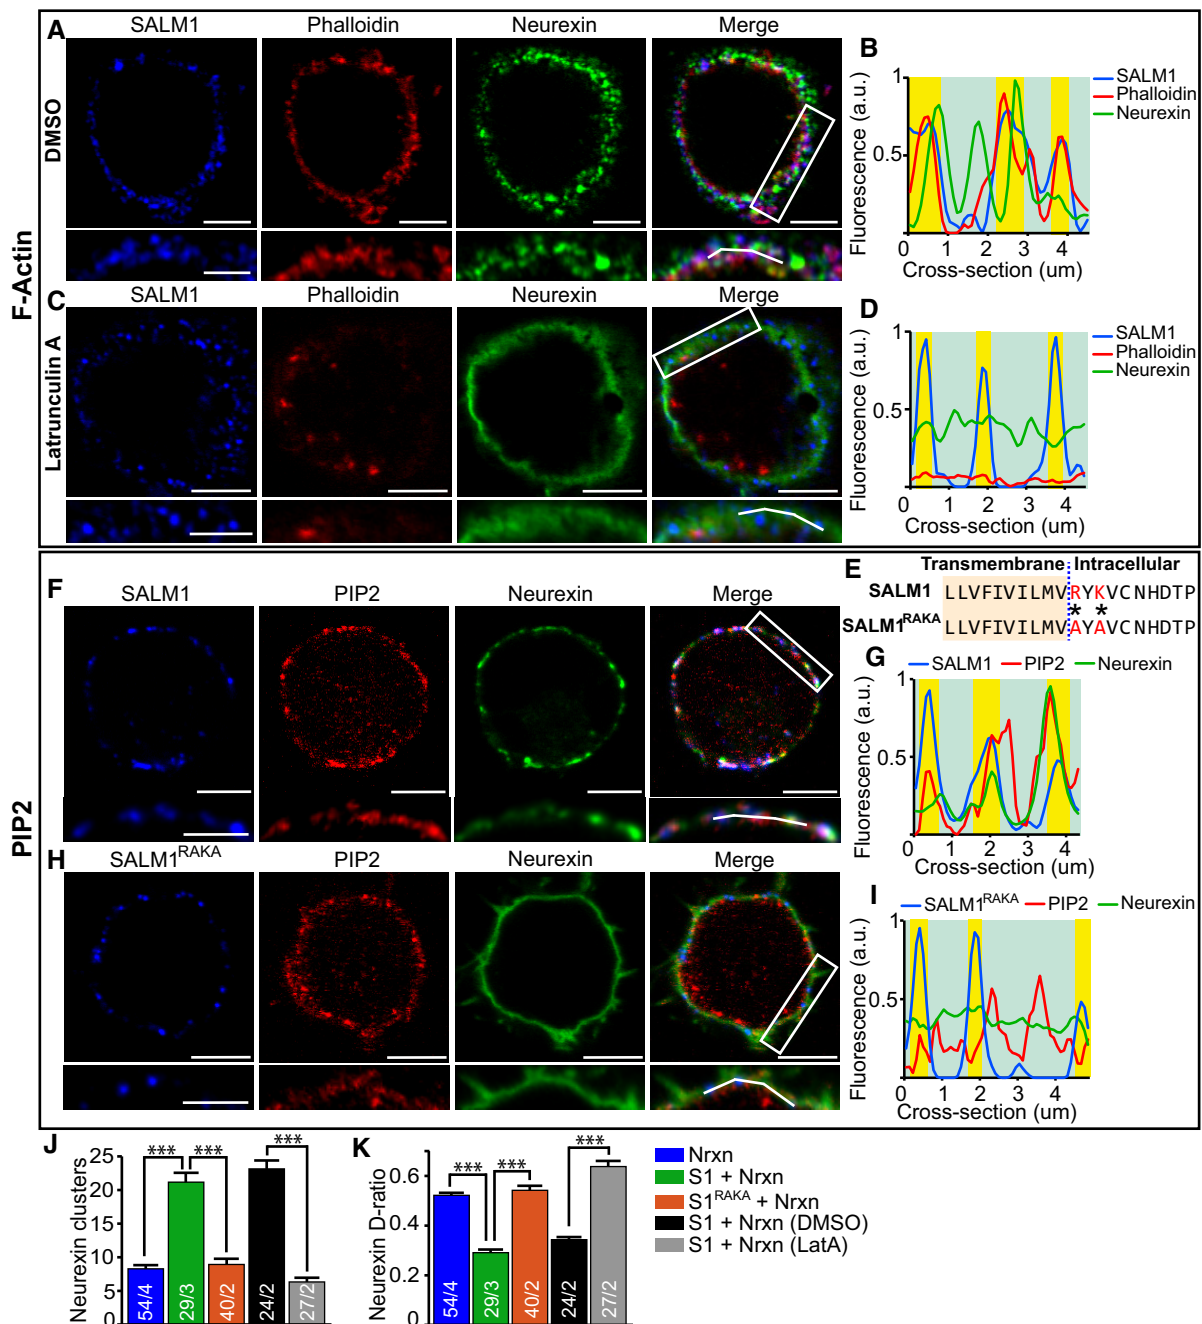 F-Actin
A
SALM1 Phalloidin Neurexin Merge
DMSO
B
Fluorescence (a.u.)
1
0.5
0 1 2 3 4
Cross-section (um)
SALM1
Phalloidin
Neurexin
C
SALM1 Phalloidin Neurexin Merge
Latrunculin A
D
Fluorescence (a.u.)
1
0.5
0 1 2 3 4
Cross-section (um)
SALM1
Phalloidin
Neurexin
PIP2
E
Transmembrane Intracellular
SALM1 LLVFIVILMVRYKVCNHDTP
* *
SALM1RAKA LLVFIVILMVAYAVCNHDTP
F
SALM1 PIP2 Neurexin Merge
G
SALM1 PIP2 Neurexin
Fluorescence (a.u.)
1
0.5
0 1 2 3 4
Cross-section (um)
H
SALM1RAKA PIP2 Neurexin Merge
I
SALM1RAKA PIP2 Neurexin
Fluorescence (a.u.)
1
0.5
0 1 2 3 4
Cross-section (um)
J
Neurexin clusters
25
20
15
10
5
0
*** *** ***
54/4 29/3 40/2 24/2 27/2
K
Neurexin D-ratio
0.6
0.4
0.2
0
*** *** ***
54/4 29/3 40/2 24/2 27/2
Nrxn
S1 + Nrxn
S1RAKA + Nrxn
S1 + Nrxn (DMSO)
S1 + Nrxn (LatA)